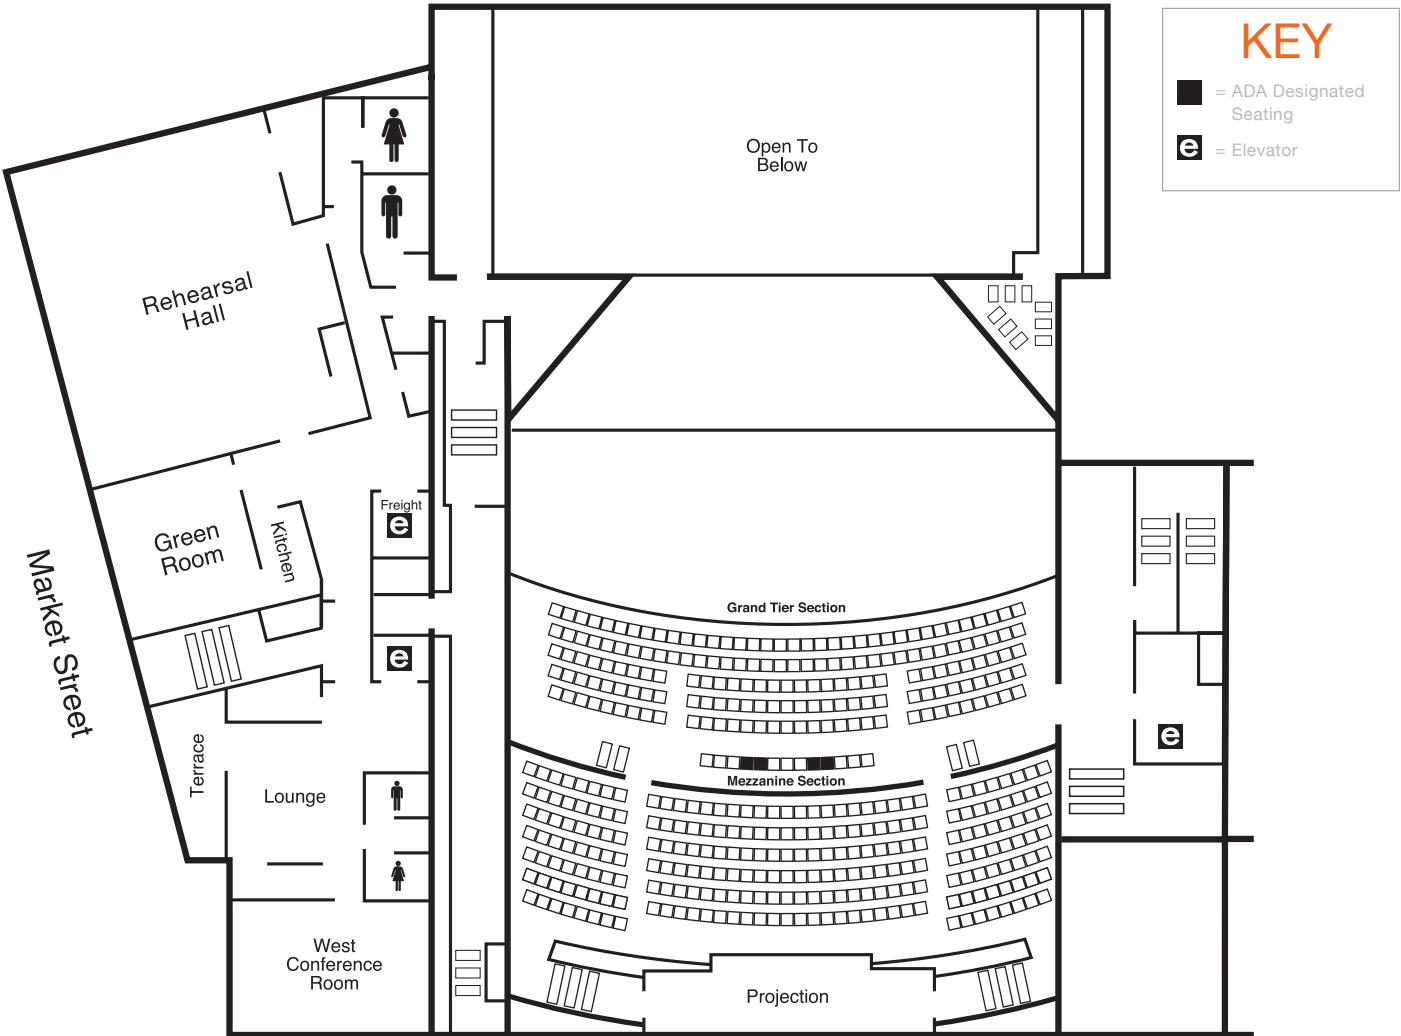 KEY
= ADA Designated
Seating
e = Elevator
Open To
Below
Rehearsal
Hall
Freight
e
Green
Room
Kitchen
Market Street
e
Grand Tier Section
Mezzanine Section
e
Terrace
Lounge
West
Conference
Room
Projection